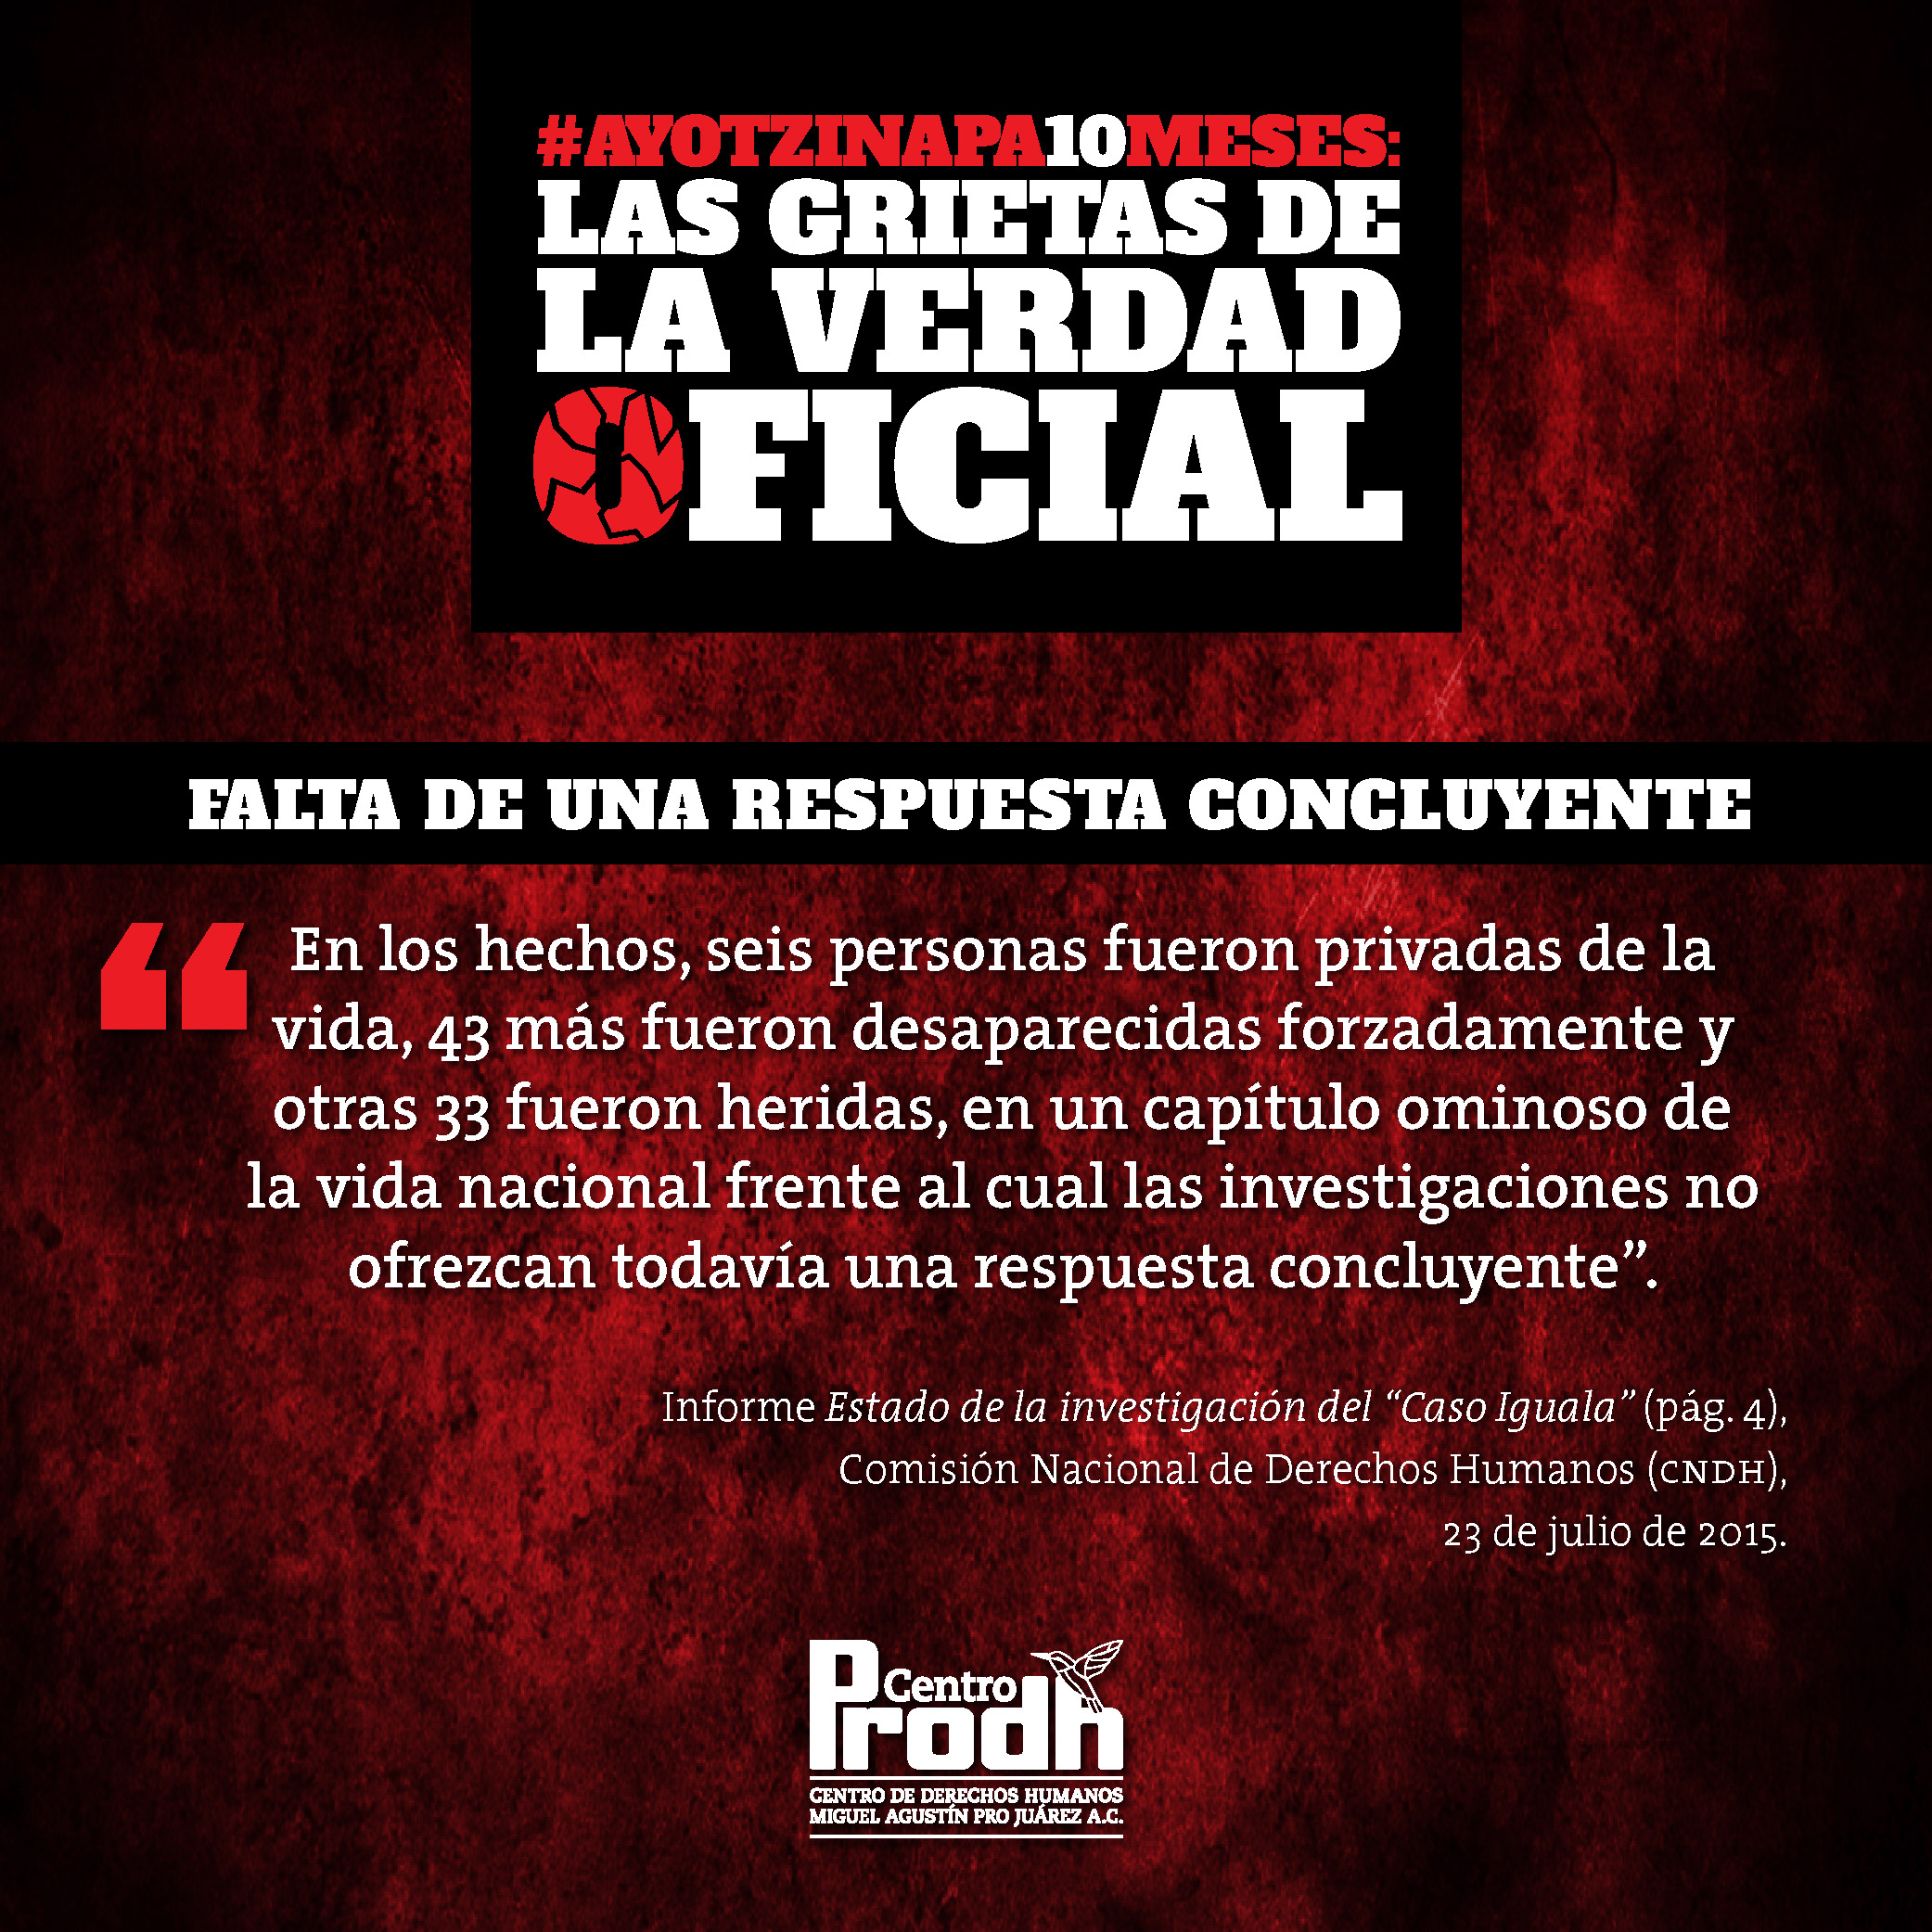 #AYOTZINAPA10MESES:
LAS GRIETAS DE
LA VERDAD
OFICIAL
FALTA DE UNA RESPUESTA CONCLUYENTE
“ En los hechos, seis personas fueron privadas de la
vida, 43 más fueron desaparecidas forzadamente y
otras 33 fueron heridas, en un capítulo ominoso de
la vida nacional frente al cual las investigaciones no
ofrezcan todavía una respuesta concluyente”.
Informe Estado de la investigación del “Caso Iguala” (pág. 4),
Comisión Nacional de Derechos Humanos (CNDH),
23 de julio de 2015.
Centro
Prodh
CENTRO DE DERECHOS HUMANOS
MIGUEL AGUSTÍN PRO JUÁREZ A.C.